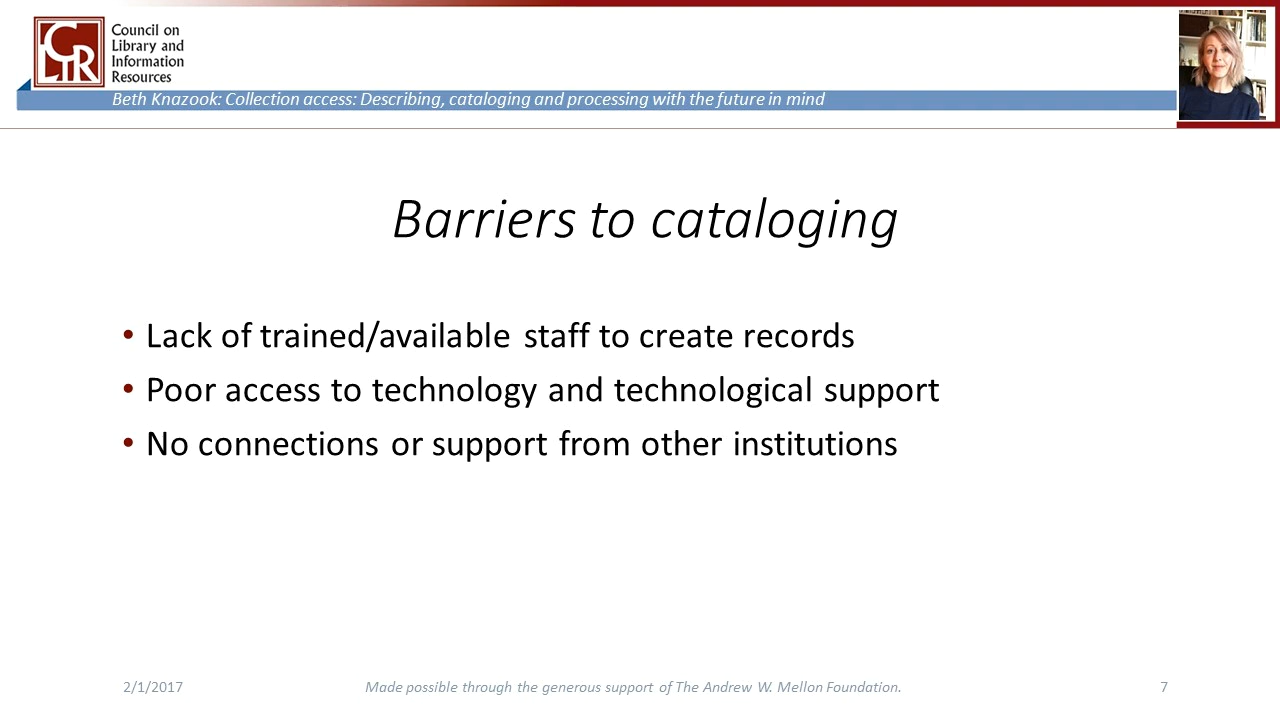 CLIR
Council on
Library and
Information
Resources
Beth Knazook: Collection access: Describing, cataloging and processing with the future in mind
Barriers to cataloging
• Lack of trained/available staff to create records
• Poor access to technology and technological support
• No connections or support from other institutions
2/1/2017
Made possible through the generous support of The Andrew W. Mellon Foundation.
7